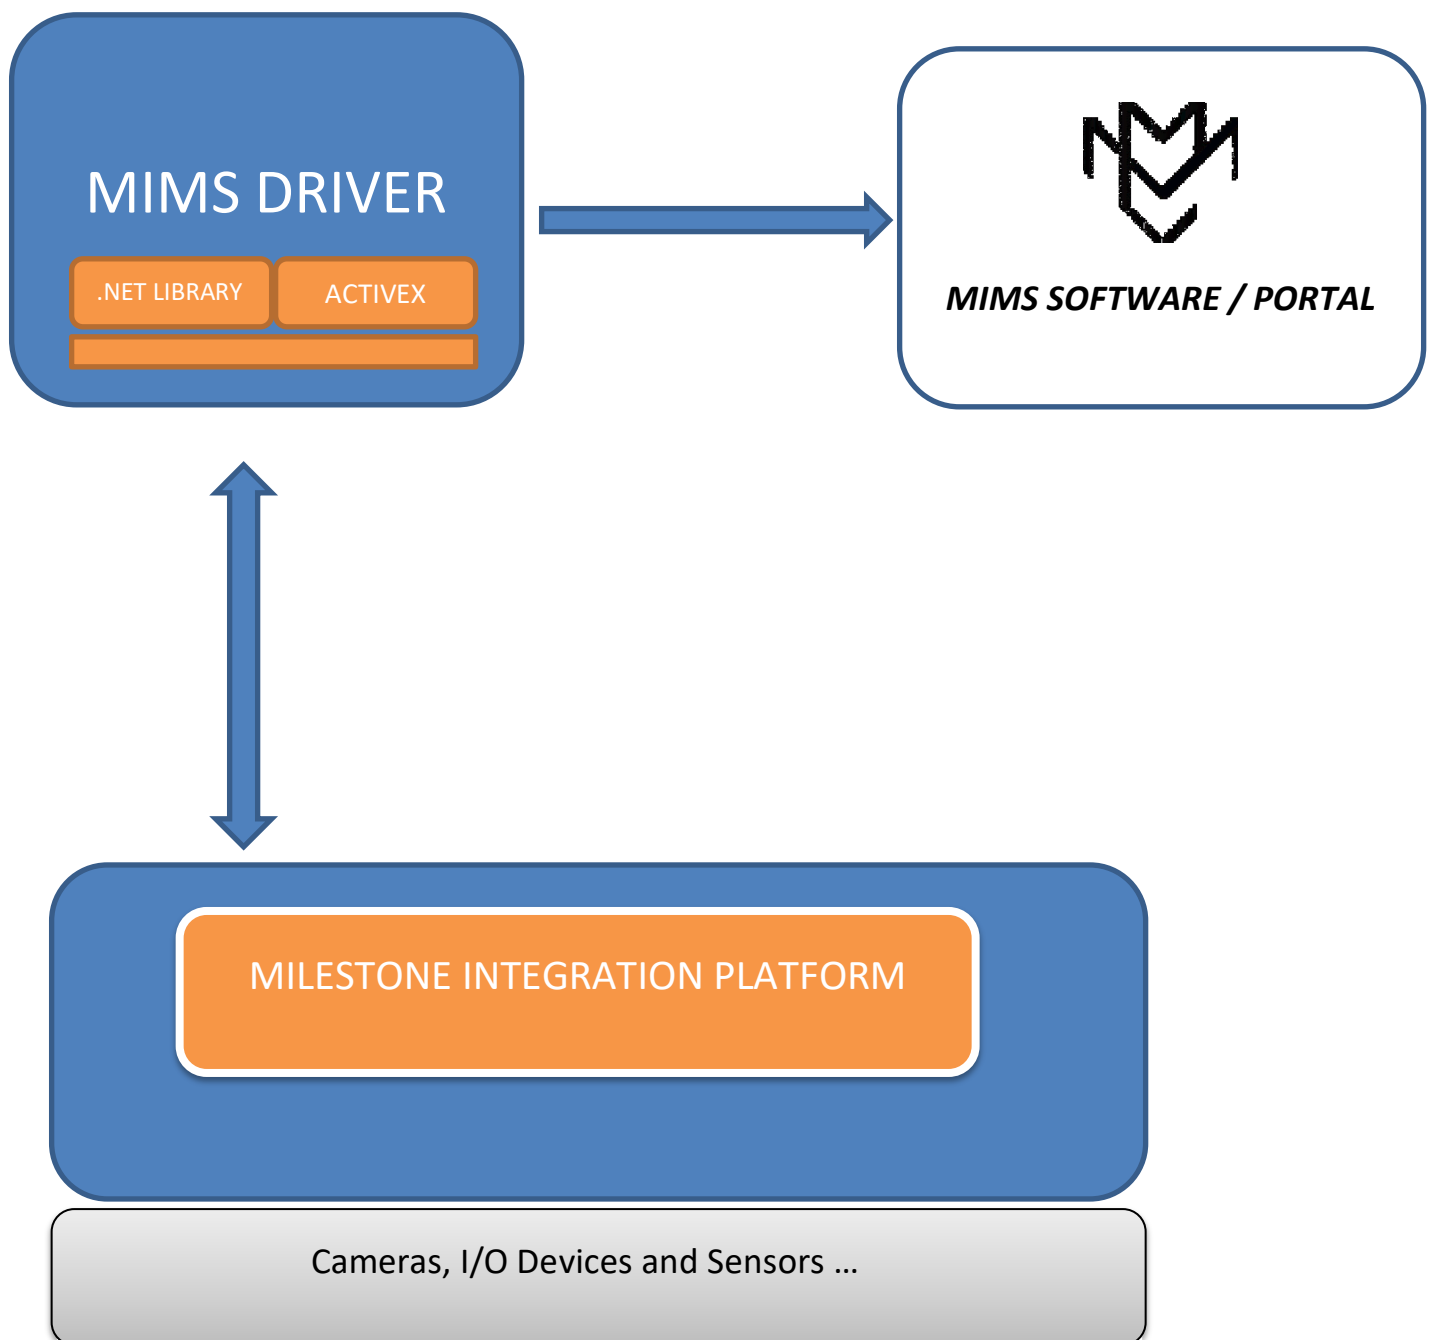 MIMS DRIVER
.NET LIBRARY
ACTIVEX
MIMS SOFTWARE / PORTAL
MILESTONE INTEGRATION PLATFORM
Cameras, I/O Devices and Sensors ...